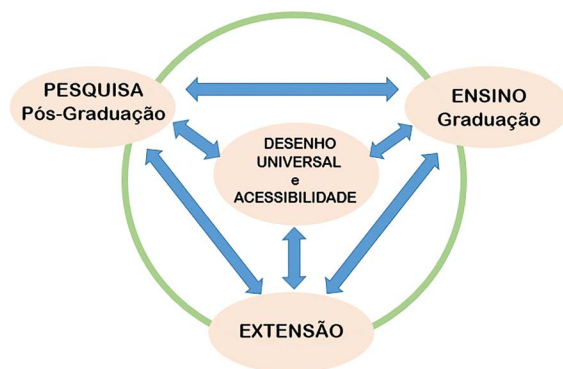 PESQUISA
Pós-Graduação
ENSINO
Graduação
DESENHO
UNIVERSAL
e
ACESSIBILIDADE
EXTENSÃO